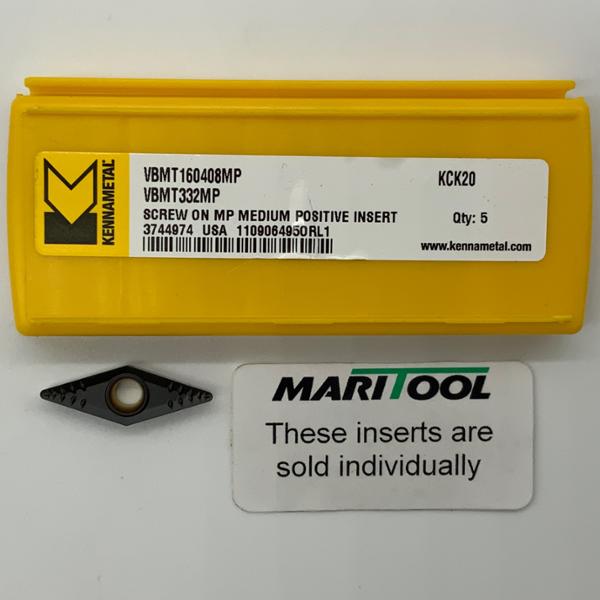 KENNAMETAL
VBMT160408MP
VBMT332MP
KCK20
SCREW ON MP MEDIUM POSITIVE INSERT
Qty: 5
3744974 USA 1109064950RL1
www.kennametal.com
MARITOOL
These inserts are
sold individually